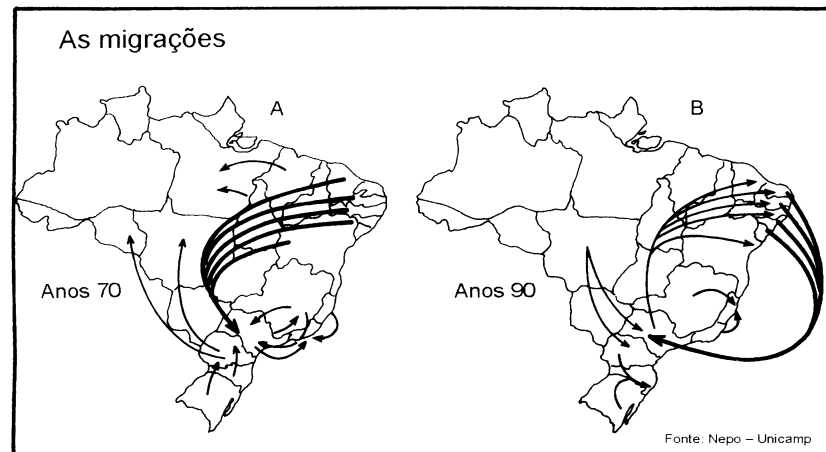 As migrações
A
B
Anos 70
Anos 90
Fonte: Nepo – Unicamp